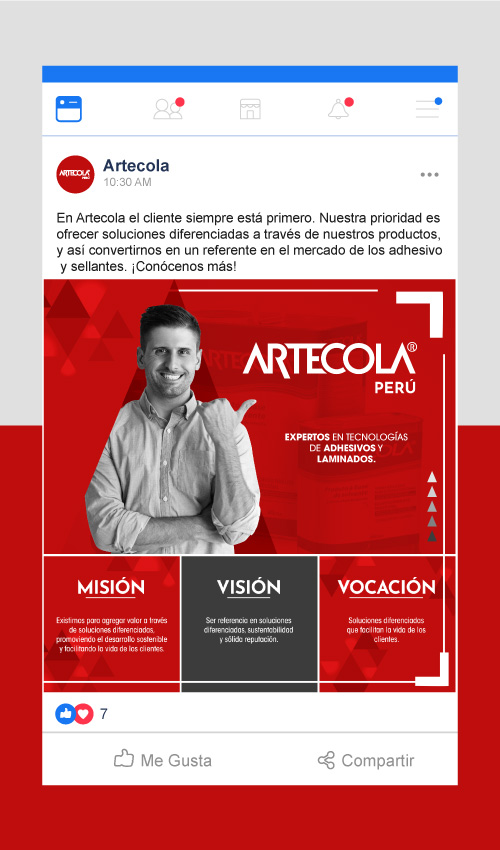 ARTECOLA
PERÚ
Artecola
10:30 AM
En Artecola el cliente siempre está primero. Nuestra prioridad es
ofrecer soluciones diferenciadas a través de nuestros productos,
y así convertirnos en un referente en el mercado de los adhesivo
y sellantes. ¡Conócenos más!
ARTECOLA®
PERÚ
EXPERTOS EN TECNOLOGÍAS
DE ADHESIVOS Y
LAMINADOS.
MISIÓN
Existimos para agregar valor a través
de soluciones diferenciadas,
promoviendo el desarrollo sostenible
y facilitando la vida de los clientes.
VISIÓN
Ser referencia en soluciones
diferenciadas, sustentabilidad
y sólida reputación.
VOCACIÓN
Soluciones diferenciadas
que facilitan la vida de los
clientes.
7
Me Gusta
Compartir